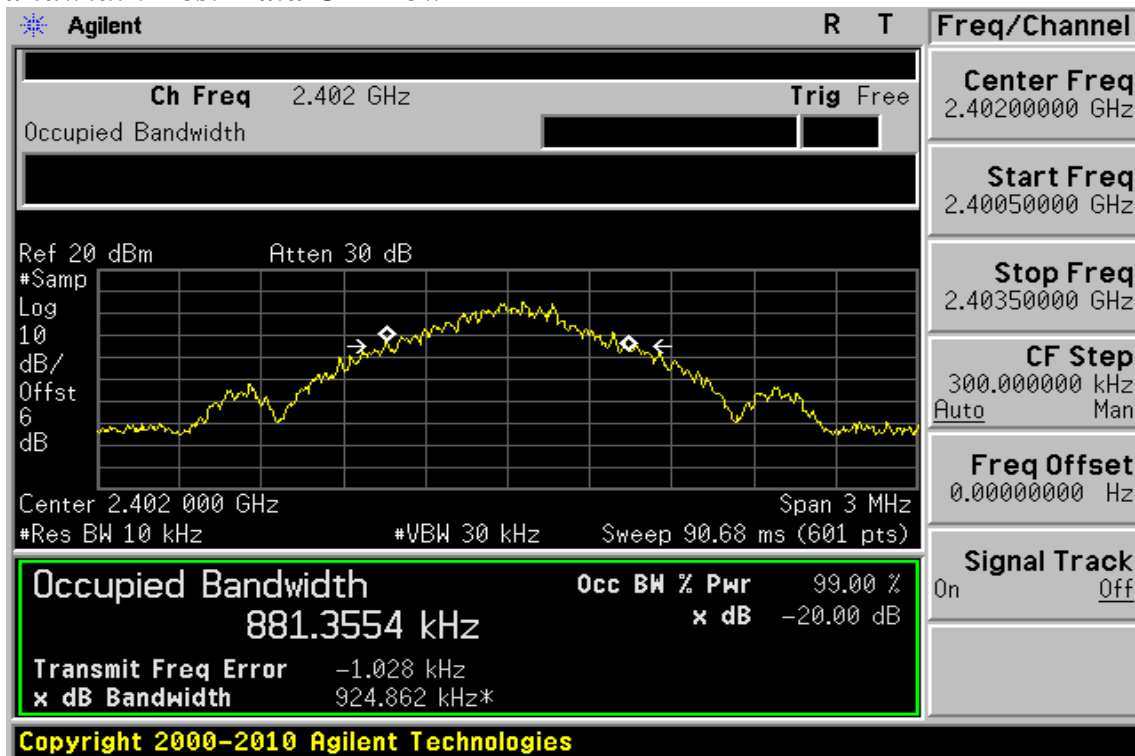 Agilent R T
Ch Freq 2.402 GHz Trig Free
Occupied Bandwidth
Ref 20 dBm Atten 30 dB
#Samp
Log
10
dB/
Offst
6
dB
Center 2.402 000 GHz Span 3 MHz
#Res BW 10 kHz #VBW 30 kHz Sweep 90.68 ms (601 pts)
Occupied Bandwidth Occ BW % Pwr 99.00 %
881.3554 kHz x dB -20.00 dB
Transmit Freq Error -1.028 kHz
x dB Bandwidth 924.862 kHz*
Copyright 2000-2010 Agilent Technologies
Freq/Channel
Center Freq
2.40200000 GHz
Start Freq
2.40050000 GHz
Stop Freq
2.40350000 GHz
CF Step
300.000000 kHz
Auto Man
Freq Offset
0.00000000 Hz
Signal Track
On Off